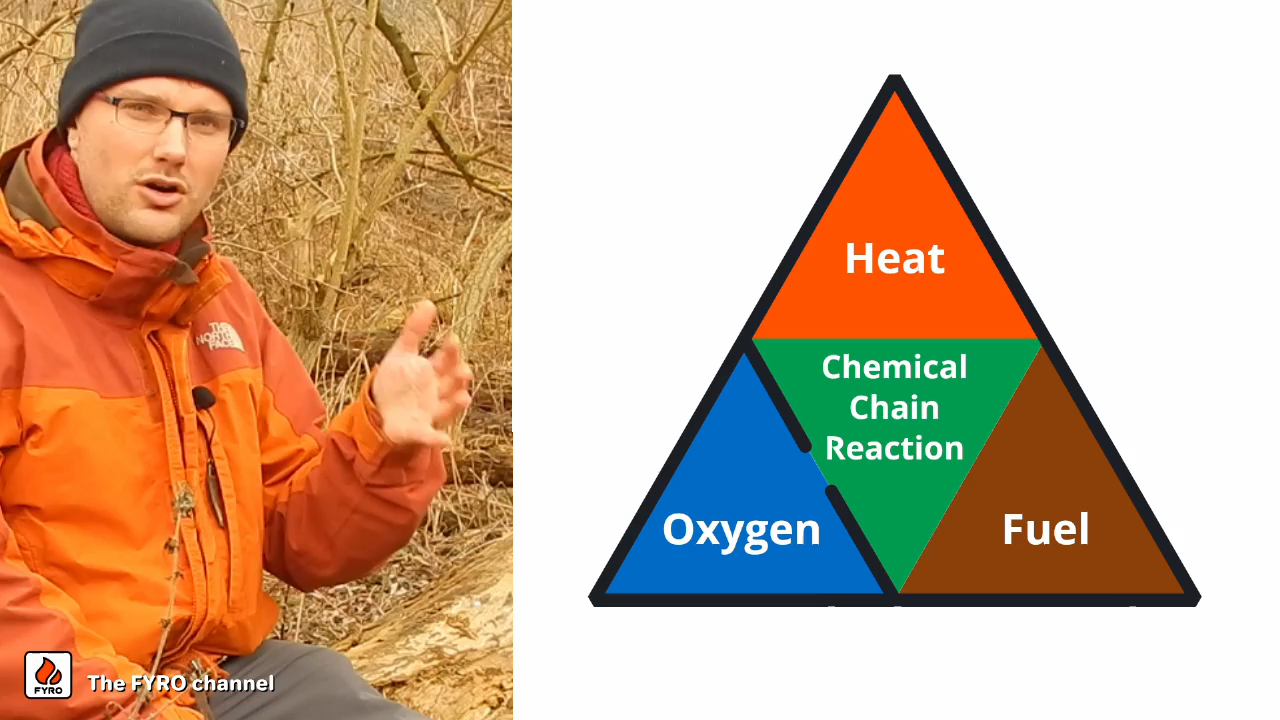 THE
NORTH
FACE
FYRO
The FYRO channel
Heat
Chemical
Chain
Reaction
Oxygen
Fuel